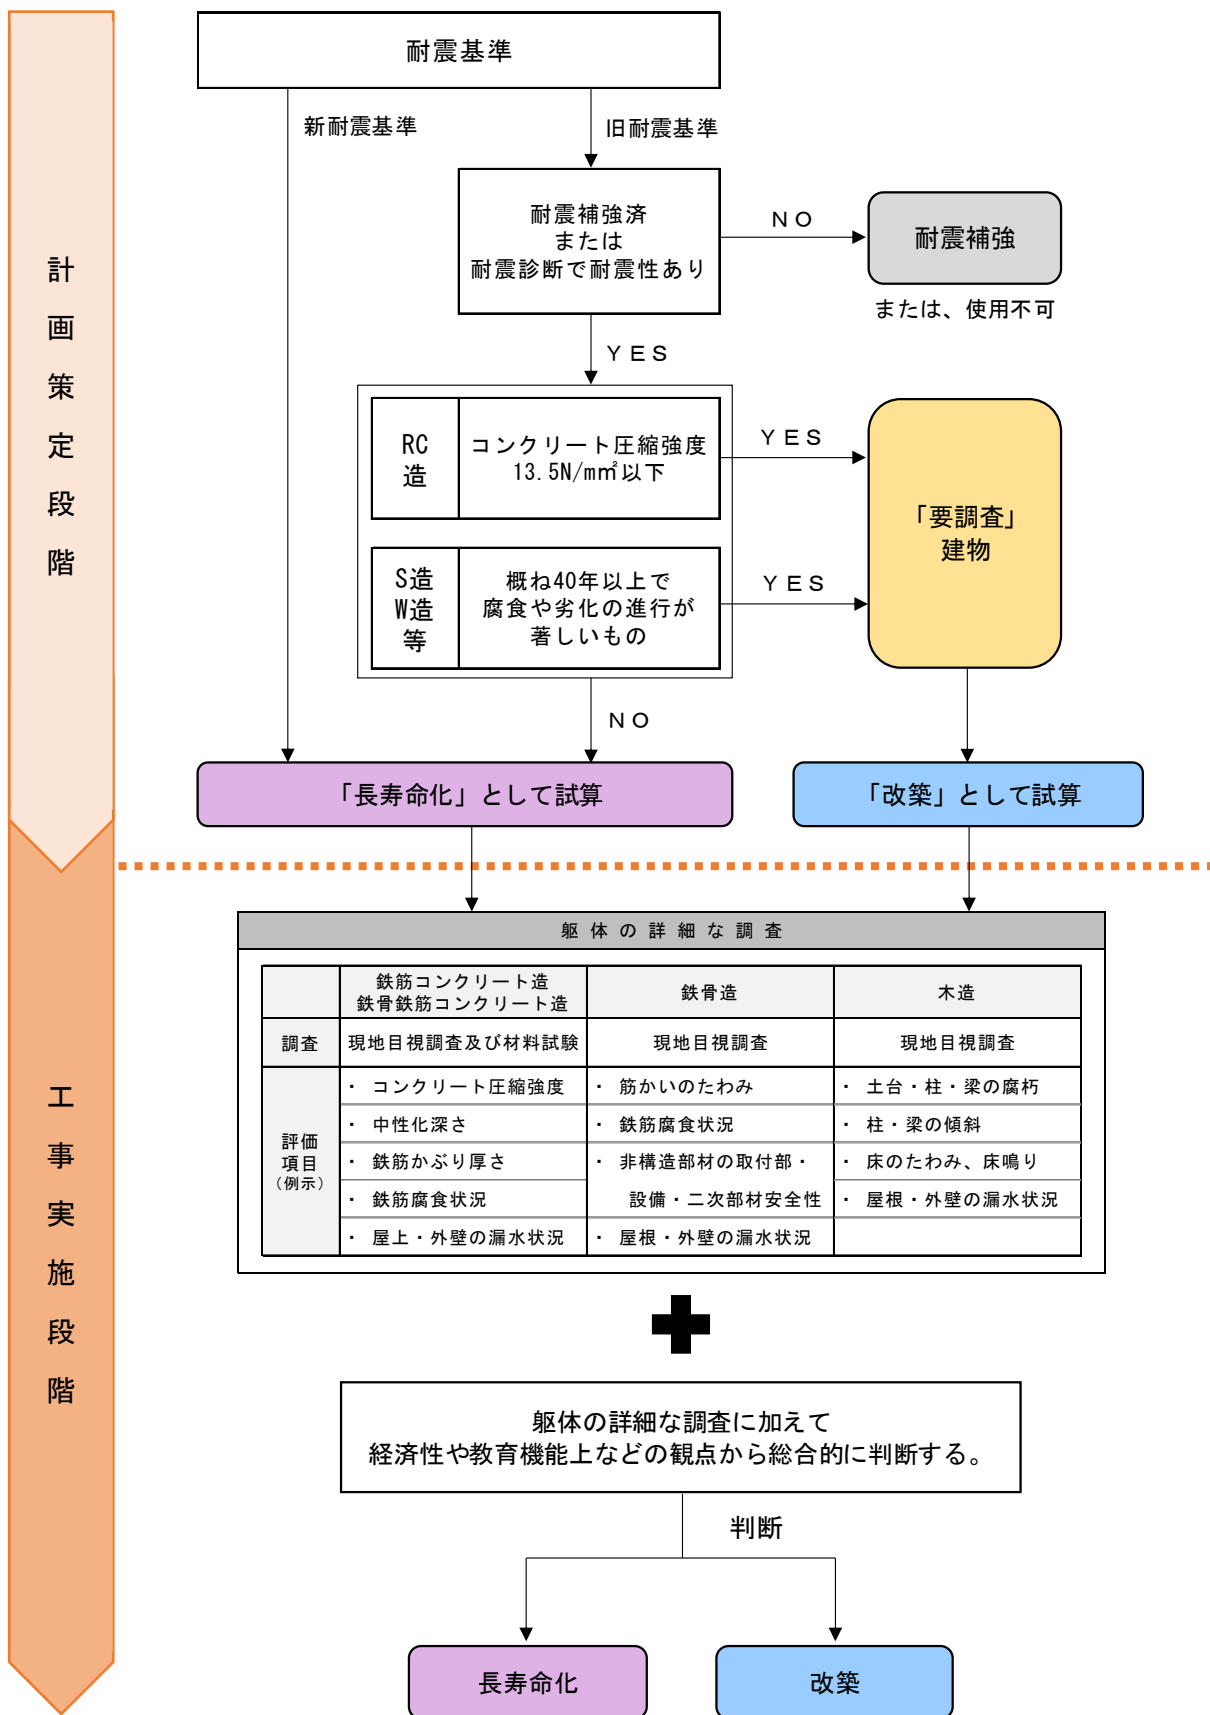 計画策定段階
耐震基準
新耐震基準
旧耐震基準
耐震補強済
または
耐震診断で耐震性あり
ＮＯ
耐震補強
または、使用不可
ＹＥＳ
RC
造
コンクリート圧縮強度
13.5N/m㎡以下
ＹＥＳ
「要調査」
建物
S造
W造
等
概ね40年以上で
腐食や劣化の進行が
著しいもの
ＹＥＳ
ＮＯ
「長寿命化」として試算
「改築」として試算
工事実施段階
躯体の詳細な調査
鉄筋コンクリート造
鉄骨鉄筋コンクリート造
鉄骨造
木造
調査
現地目視調査及び材料試験
現地目視調査
現地目視調査
評価
項目
（例示）
・ コンクリート圧縮強度
・ 筋かいのたわみ
・ 土台・柱・梁の腐朽
・ 中性化深さ
・ 鉄筋腐食状況
・ 柱・梁の傾斜
・ 鉄筋かぶり厚さ
・ 非構造部材の取付部・
・ 床のたわみ、床鳴り
・ 鉄筋腐食状況
設備・二次部材安全性
・ 屋根・外壁の漏水状況
・ 屋上・外壁の漏水状況
・ 屋根・外壁の漏水状況
躯体の詳細な調査に加えて
経済性や教育機能上などの観点から総合的に判断する。
判断
長寿命化
改築